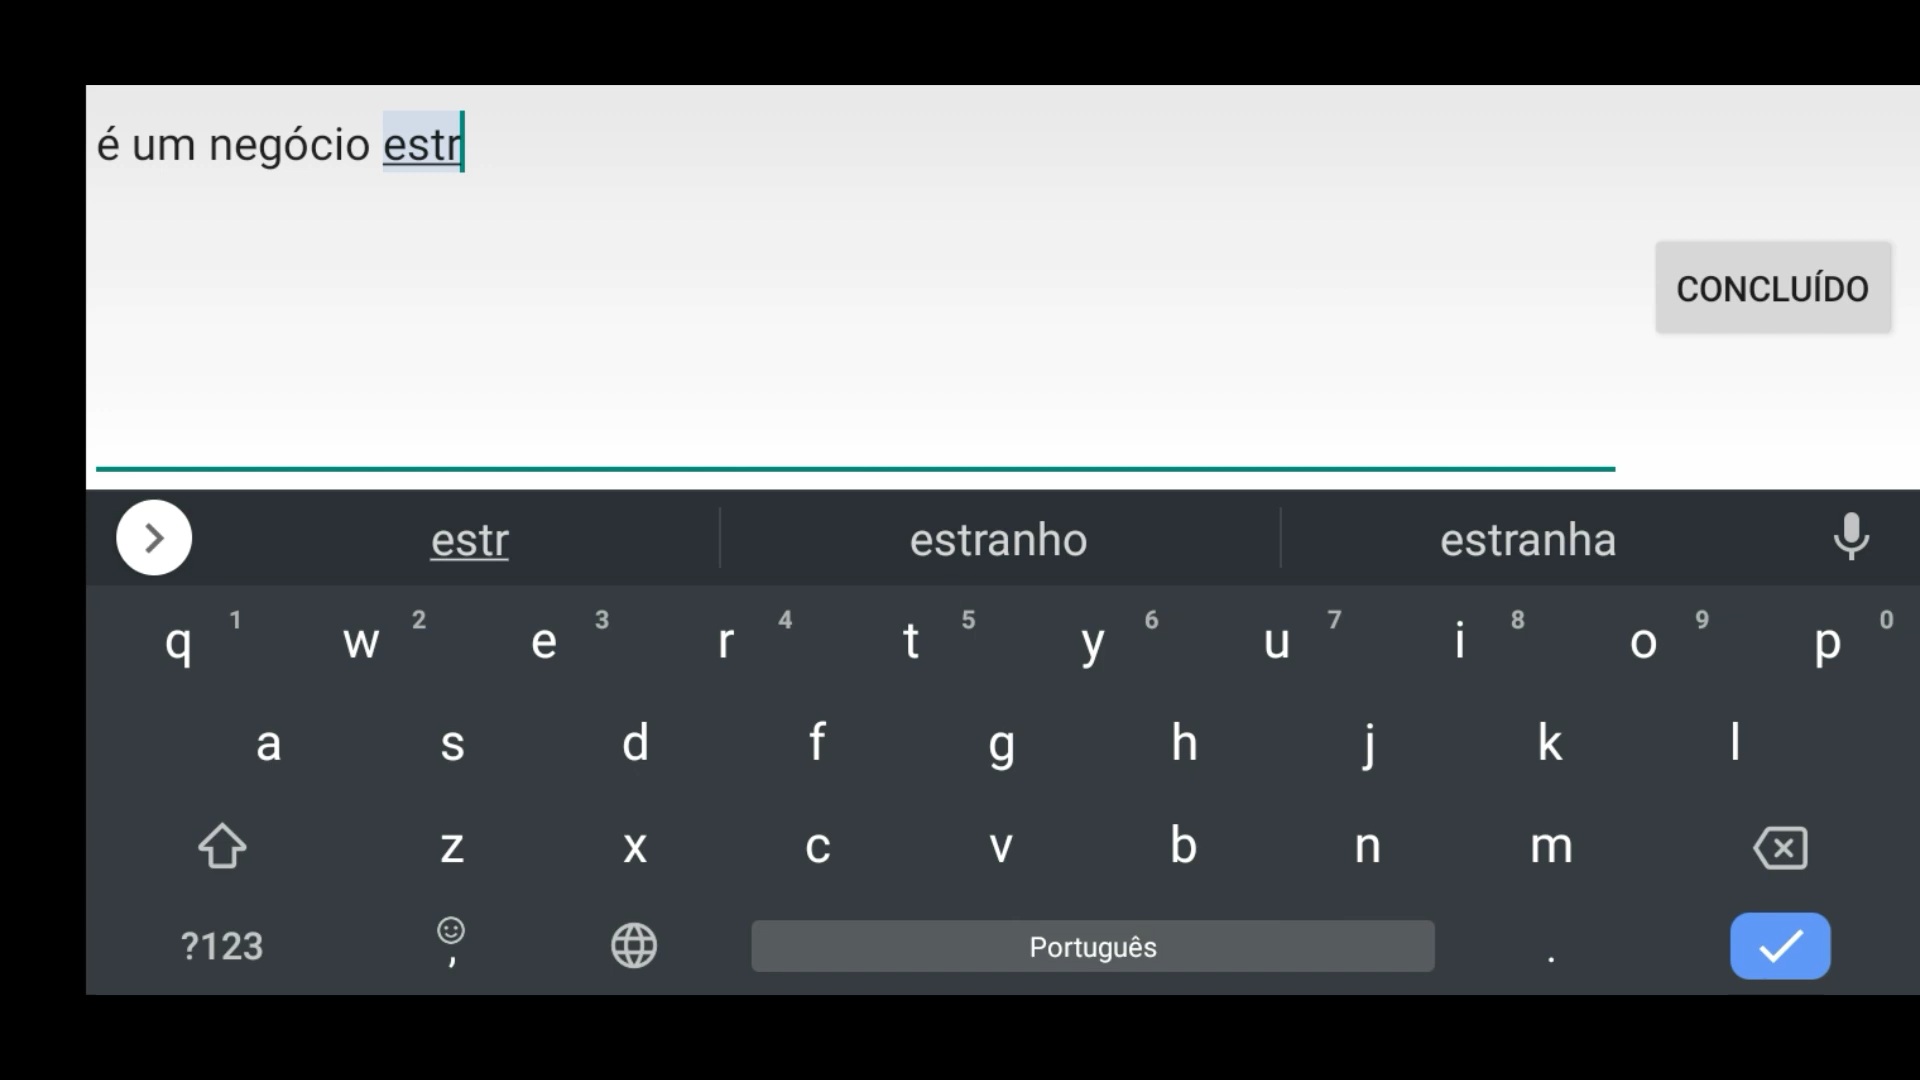 é um negócio estr
CONCLUÍDO
estr estranho estranha
q 1 w 2 e 3 r 4 t 5 y 6 u 7 i 8 o 9 p 0
a s d f g h j k l
z x c v b n m
?123 , Português .